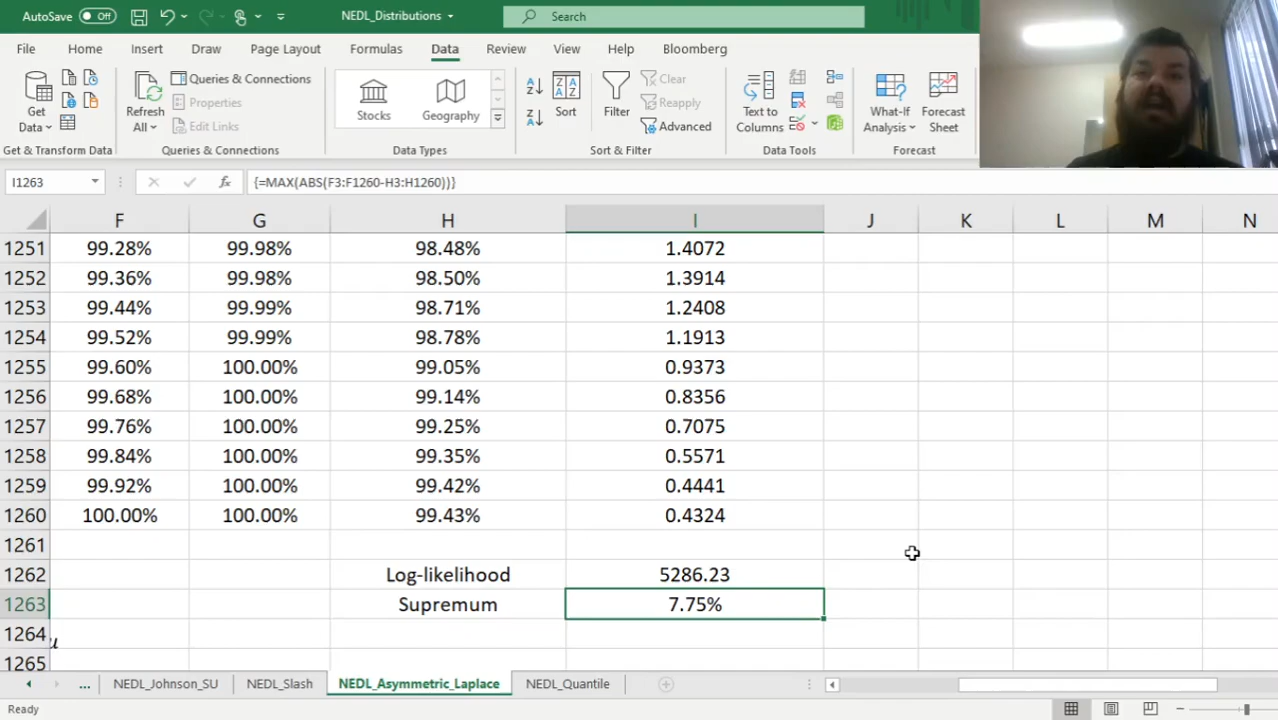 AutoSave Off NEDL_Distributions Search
File Home Insert Draw Page Layout Formulas Data Review View Help Bloomberg
Get Data Refresh All Queries & Connections Properties Edit Links Stocks Geography Sort Filter Clear Reapply Advanced Text to Columns What-If Analysis Forecast Sheet
Get & Transform Data Queries & Connections Data Types Sort & Filter Data Tools Forecast
I1263 fx {=MAX(ABS(F3:F1260-H3:H1260))}
F G H I J K L M N
1251 99.28% 99.98% 98.48% 1.4072
1252 99.36% 99.98% 98.50% 1.3914
1253 99.44% 99.99% 98.71% 1.2408
1254 99.52% 99.99% 98.78% 1.1913
1255 99.60% 100.00% 99.05% 0.9373
1256 99.68% 100.00% 99.14% 0.8356
1257 99.76% 100.00% 99.25% 0.7075
1258 99.84% 100.00% 99.35% 0.5571
1259 99.92% 100.00% 99.42% 0.4441
1260 100.00% 100.00% 99.43% 0.4324
1261
1262 Log-likelihood 5286.23
1263 Supremum 7.75%
1264
1265
... NEDL_Johnson_SU NEDL_Slash NEDL_Asymmetric_Laplace NEDL_Quantile
Ready